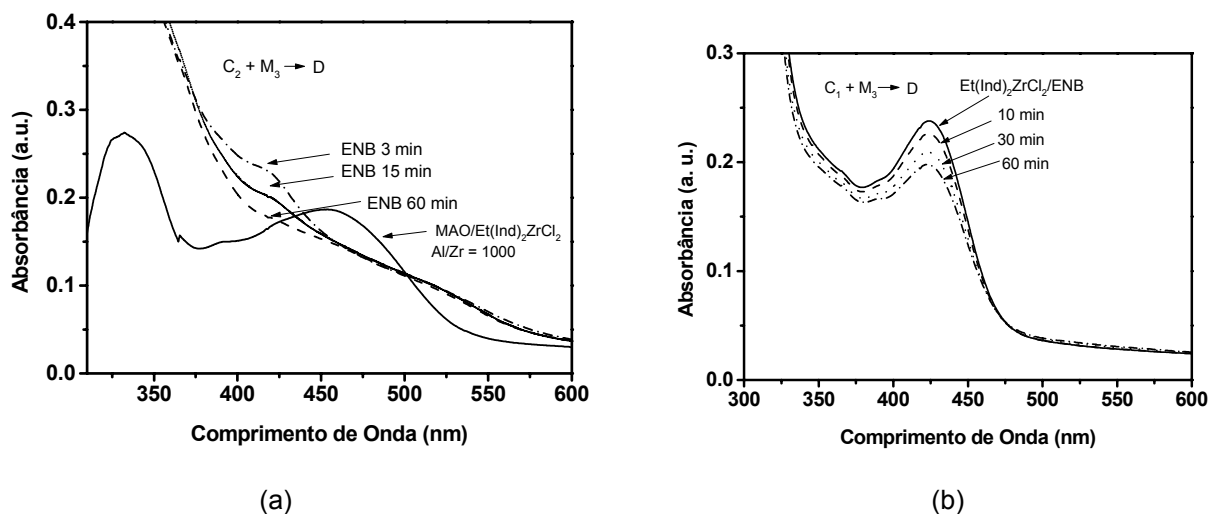 0.4
0.3
0.2
0.1
0.0
Absorbância (a.u.)
C₂ + M₃ → D
ENB 3 min
ENB 15 min
ENB 60 min
MAO/Et(Ind)₂ZrCl₂
Al/Zr = 1000
350 400 450 500 550 600
Comprimento de Onda (nm)
(a)
0.3
0.2
0.1
0.0
Absorbância (a. u.)
C₁ + M₃ → D
Et(Ind)₂ZrCl₂/ENB
10 min
30 min
60 min
300 350 400 450 500 550 600
Comprimento de Onda (nm)
(b)